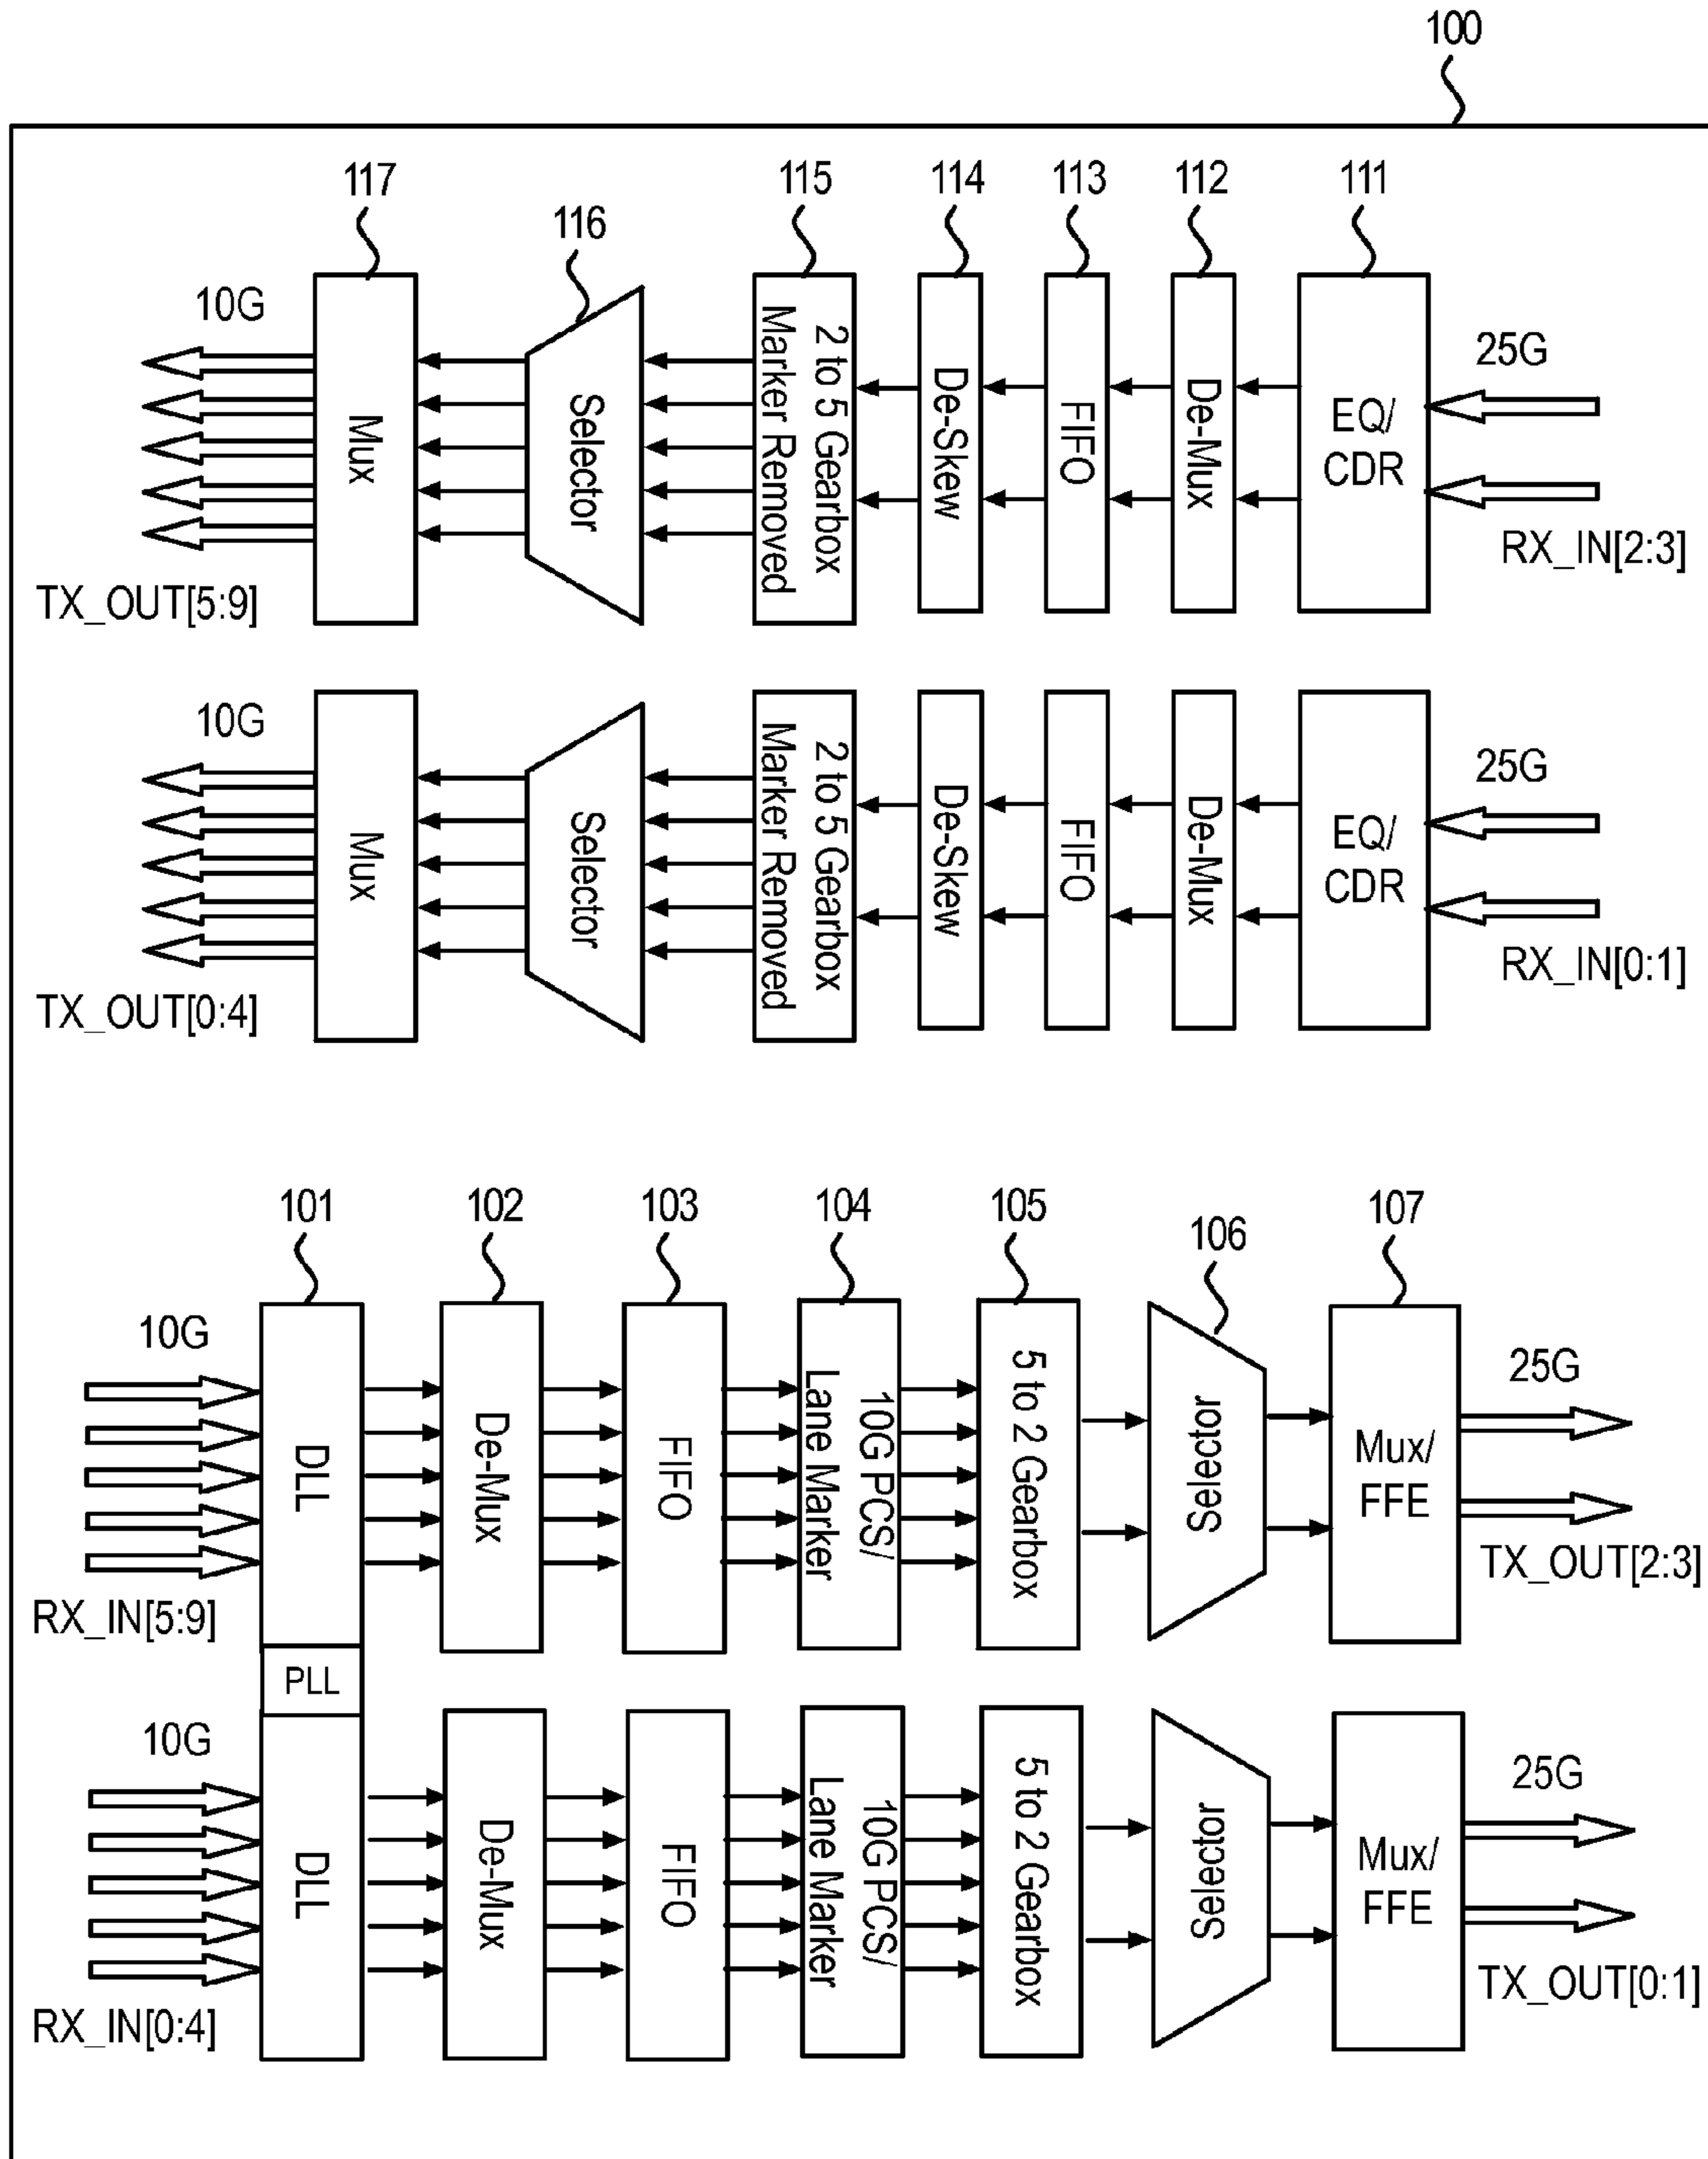 100
117
116
115
114
113
112
111
10G
Mux
Selector
2 to 5 Gearbox
Marker Removed
De-Skew
FIFO
De-Mux
EQ/
CDR
25G
TX_OUT[5:9]
RX_IN[2:3]
10G
Mux
Selector
2 to 5 Gearbox
Marker Removed
De-Skew
FIFO
De-Mux
EQ/
CDR
25G
TX_OUT[0:4]
RX_IN[0:1]
101
102
103
104
105
106
107
10G
DLL
De-Mux
FIFO
10G PCS/
Lane Marker
5 to 2 Gearbox
Selector
Mux/
FFE
25G
RX_IN[5:9]
TX_OUT[2:3]
PLL
10G
DLL
De-Mux
FIFO
10G PCS/
Lane Marker
5 to 2 Gearbox
Selector
Mux/
FFE
25G
RX_IN[0:4]
TX_OUT[0:1]